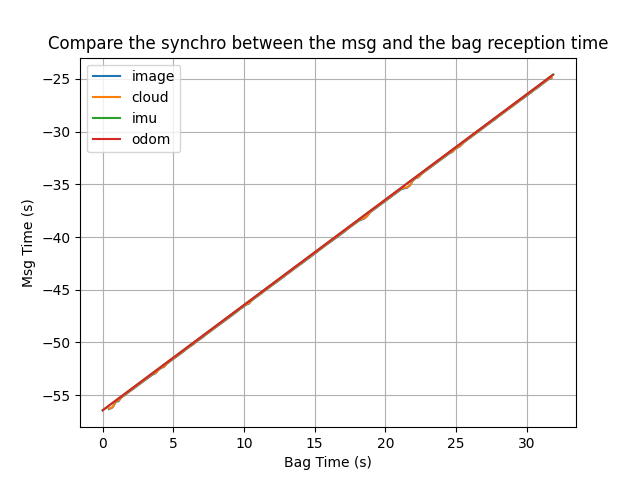 Compare the synchro between the msg and the bag reception time
image
cloud
imu
odom
Msg Time (s)
−25
−30
−35
−40
−45
−50
−55
0 5 10 15 20 25 30
Bag Time (s)